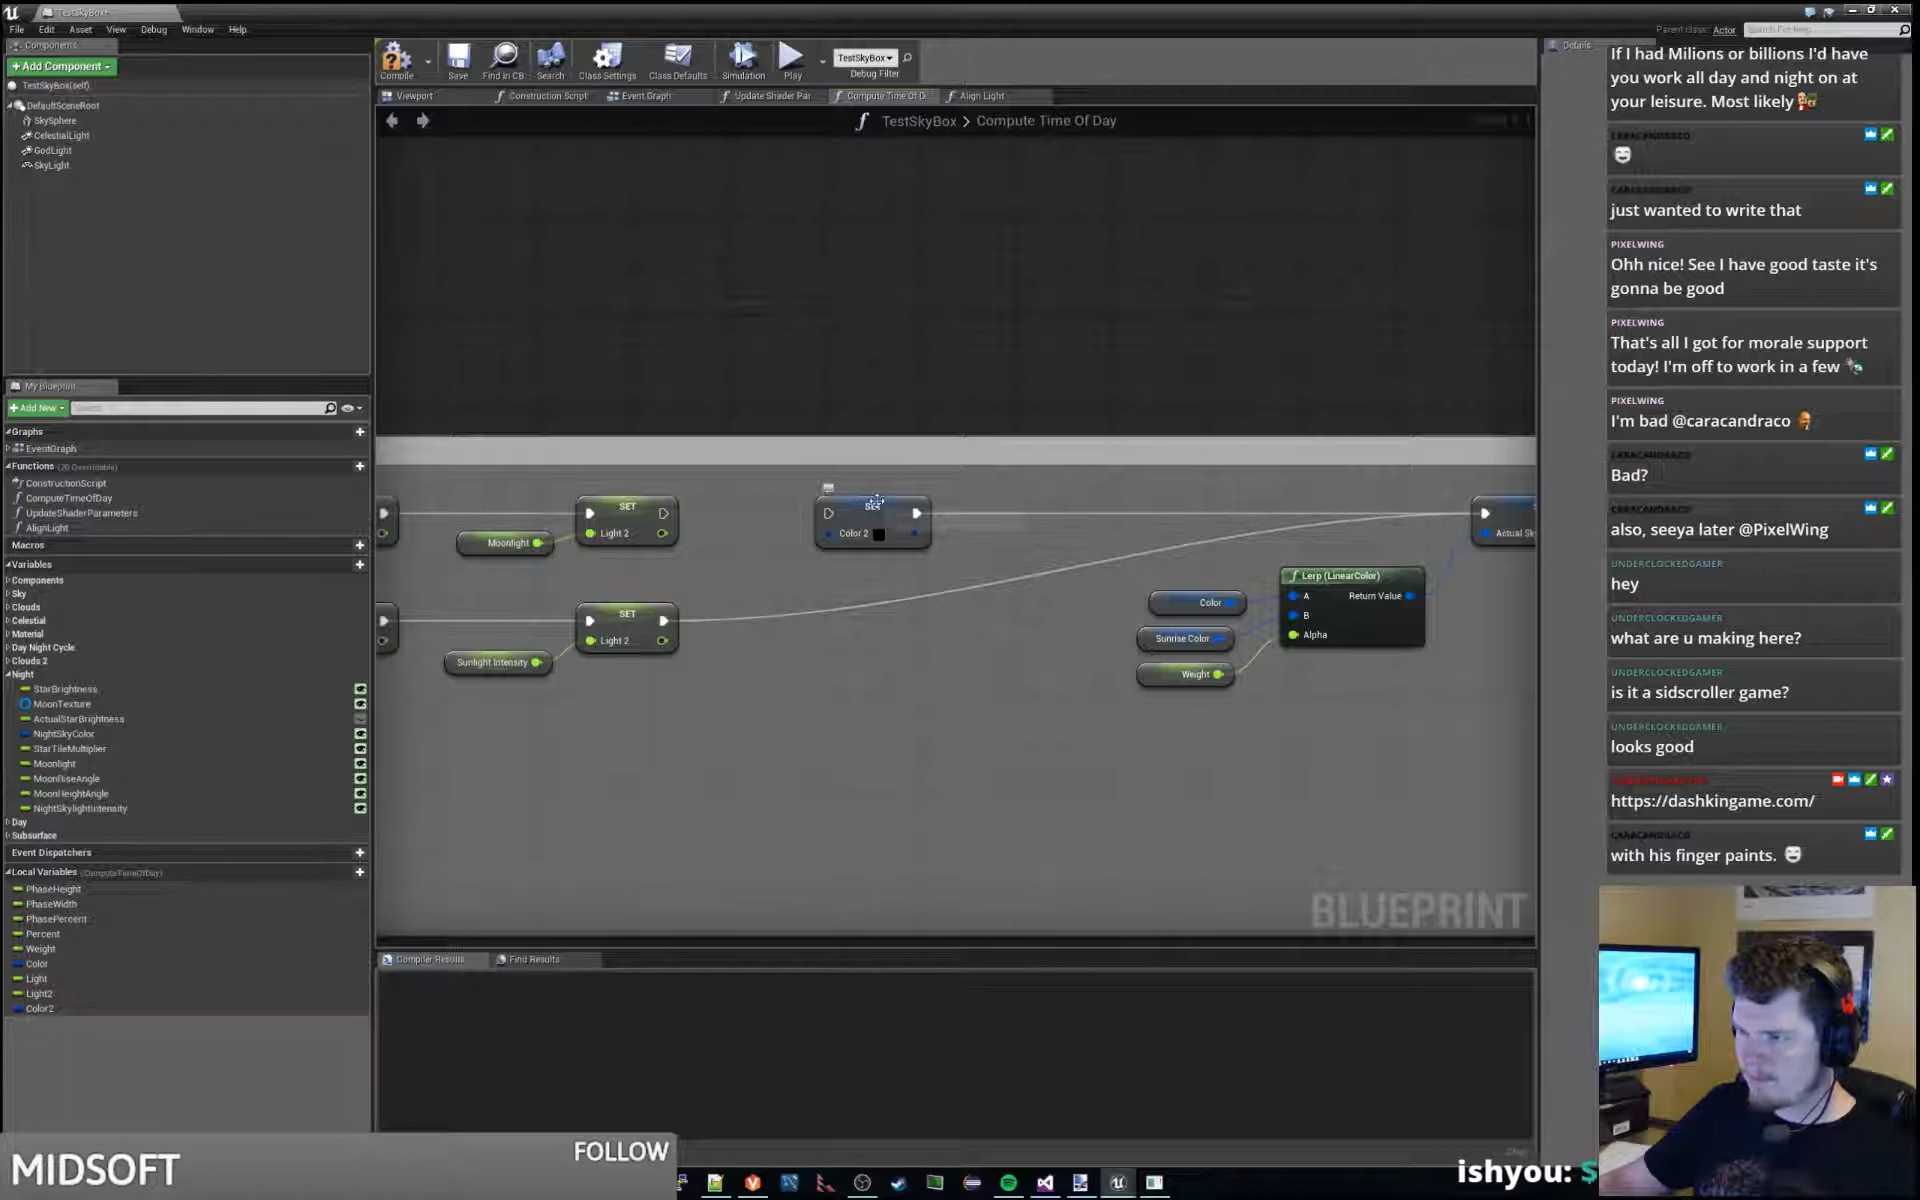 TestSkyBox*
File Edit Asset View Debug Window Help
Parent class: Actor
Components
+ Add Component
TestSkyBox(self)
DefaultSceneRoot
SkySphere
CelestialLight
GodLight
SkyLight
Compile
Save
Find in CB
Search
Class Settings
Class Defaults
Simulation
Play
TestSkyBox
Debug Filter
Details
Viewport
Construction Script
Event Graph
Update Shader Par
Compute Time Of D
Align Light
TestSkyBox > Compute Time Of Day
My Blueprint
+ Add New
Graphs
EventGraph
Functions (20 Overridable)
ConstructionScript
ComputeTimeOfDay
UpdateShaderParameters
AlignLight
Macros
Variables
Components
Sky
Clouds
Celestial
Material
Day Night Cycle
Clouds 2
Night
StarBrightness
MoonTexture
ActualStarBrightness
NightSkyColor
StarTileMultiplier
Moonlight
MoonRiseAngle
MoonHeightAngle
NightSkylightIntensity
Day
Subsurface
Event Dispatchers
Local Variables (ComputeTimeOfDay)
PhaseHeight
PhaseWidth
PhasePercent
Percent
Weight
Color
Light
Light2
Color2
SET
Light 2
Moonlight
SET
Color 2
Actual Sk
SET
Light 2
Sunlight Intensity
Lerp (LinearColor)
A
Return Value
B
Alpha
Color
Sunrise Color
Weight
BLUEPRINT
Compiler Results
Find Results
If I had Milions or billions I'd have
you work all day and night on at
your leisure. Most likely
CARACANDRACO
just wanted to write that
PIXELWING
Ohh nice! See I have good taste it's
gonna be good
PIXELWING
That's all I got for morale support
today! I'm off to work in a few
PIXELWING
I'm bad @caracandraco
CARACANDRACO
Bad?
CARACANDRACO
also, seeya later @PixelWing
UNDERCLOCKEDGAMER
hey
UNDERCLOCKEDGAMER
what are u making here?
UNDERCLOCKEDGAMER
is it a sidscroller game?
UNDERCLOCKEDGAMER
looks good
https://dashkingame.com/
CARACANDRACO
with his finger paints.
MIDSOFT
FOLLOW
ishyou: $